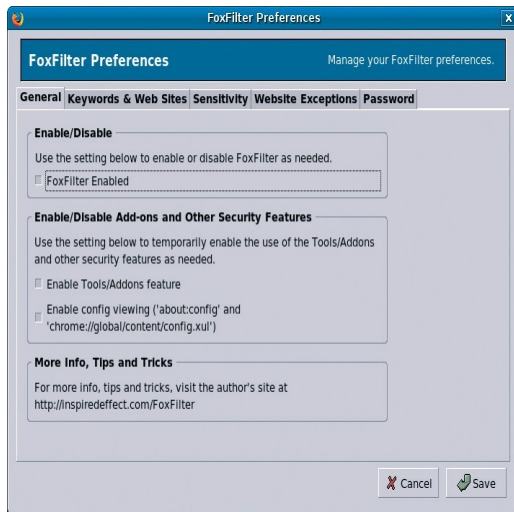 FoxFilter Preferences
X
FoxFilter Preferences
Manage your FoxFilter preferences.
General Keywords & Web Sites Sensitivity Website Exceptions Password
Enable/Disable
Use the setting below to enable or disable FoxFilter as needed.
FoxFilter Enabled
Enable/Disable Add-ons and Other Security Features
Use the setting below to temporarily enable the use of the Tools/Addons
and other security features as needed.
Enable Tools/Addons feature
Enable config viewing ('about:config' and
'chrome://global/content/config.xul')
More Info, Tips and Tricks
For more info, tips and tricks, visit the author's site at
http://inspiredeffect.com/FoxFilter
Cancel Save